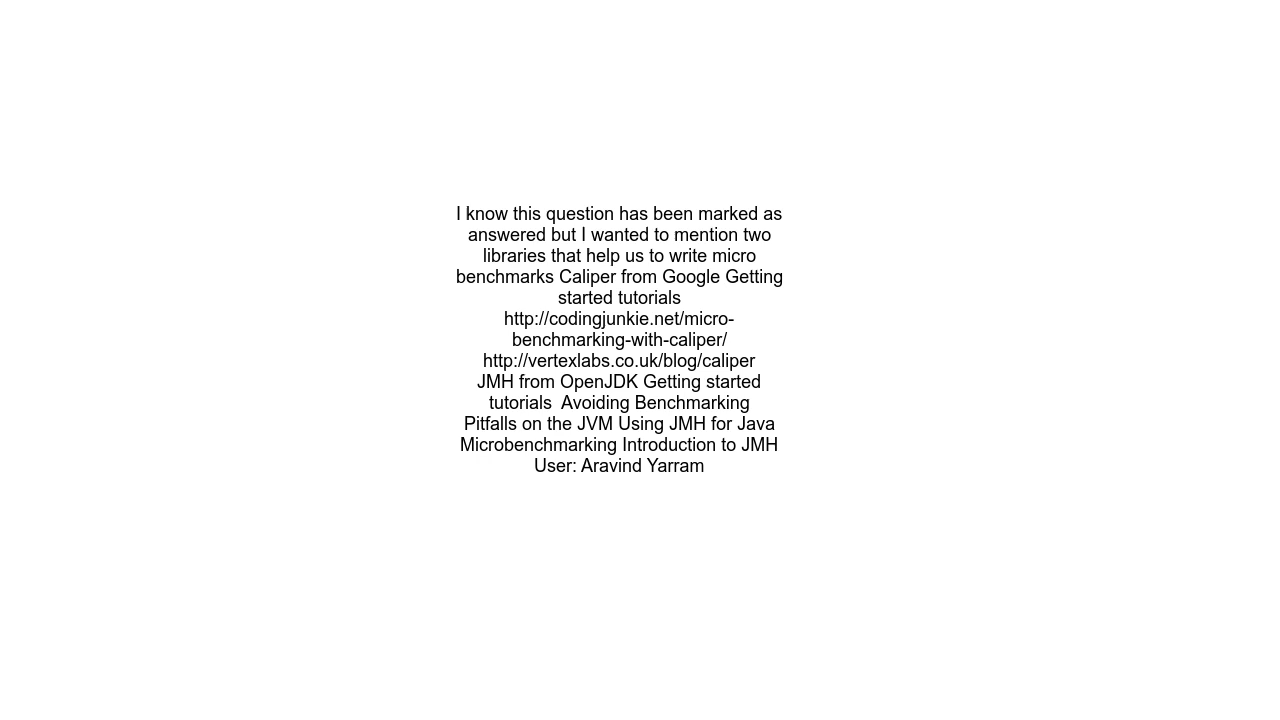 I know this question has been marked as
answered but I wanted to mention two
libraries that help us to write micro
benchmarks Caliper from Google Getting
started tutorials
http://codingjunkie.net/micro-
benchmarking-with-caliper/
http://vertexlabs.co.uk/blog/caliper
JMH from OpenJDK Getting started
tutorials  Avoiding Benchmarking
Pitfalls on the JVM Using JMH for Java
Microbenchmarking Introduction to JMH
User: Aravind Yarram